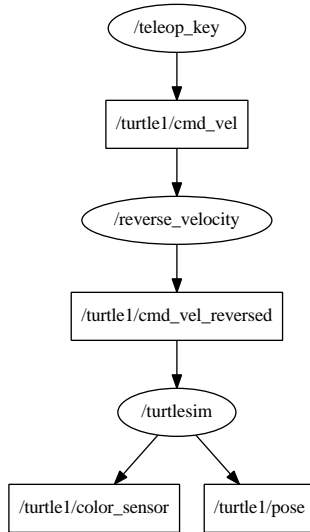 /teleop_key
/turtle1/cmd_vel
/reverse_velocity
/turtle1/cmd_vel_reversed
/turtlesim
/turtle1/color_sensor
/turtle1/pose